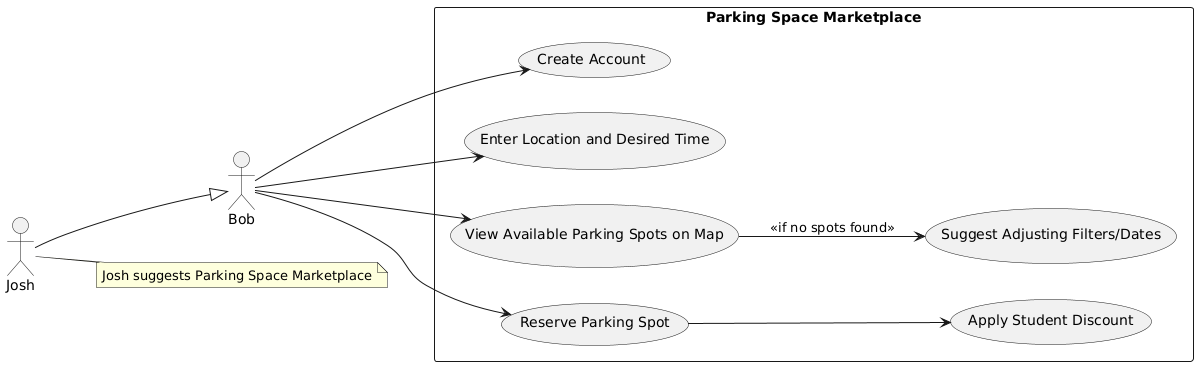 Parking Space Marketplace
Create Account
Enter Location and Desired Time
Bob
View Available Parking Spots on Map
«if no spots found»
Suggest Adjusting Filters/Dates
Josh
Josh suggests Parking Space Marketplace
Reserve Parking Spot
Apply Student Discount